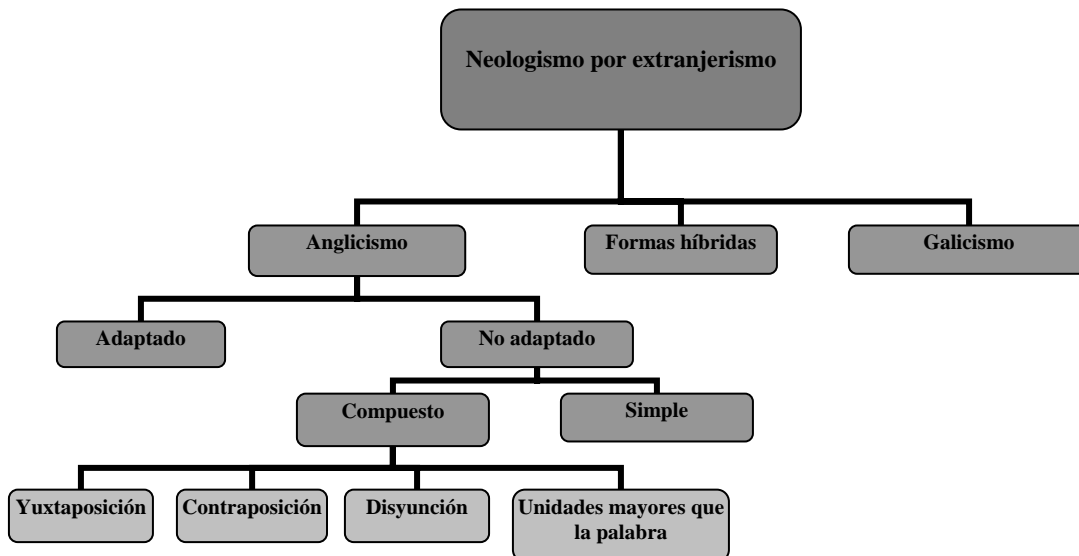 Neologismo por extranjerismo
Anglicismo
Formas híbridas
Galicismo
Adaptado
No adaptado
Compuesto
Simple
Yuxtaposición
Contraposición
Disyunción
Unidades mayores que
la palabra